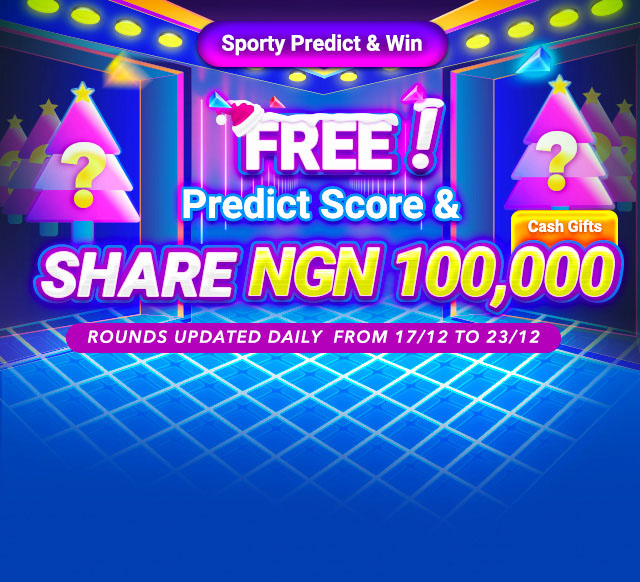 Sporty Predict & Win
FREE!
Predict Score &
Cash Gifts
SHARE NGN 100,000
ROUNDS UPDATED DAILY FROM 17/12 TO 23/12
? 
?